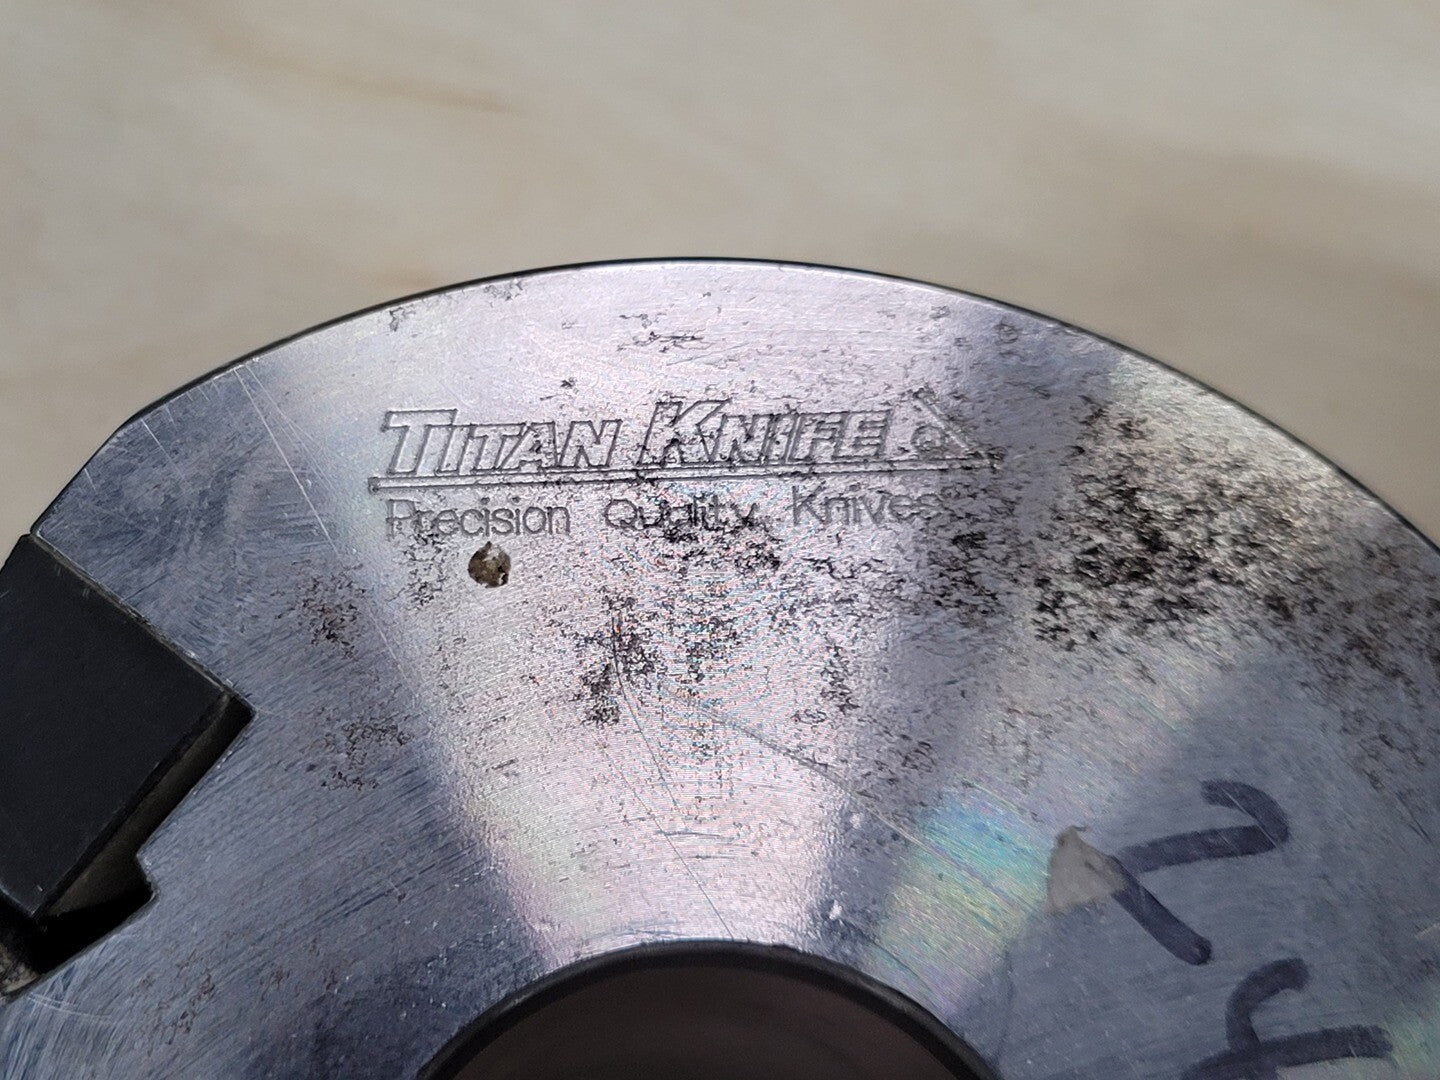 TITAN KNIFE
Precision Quality Knives